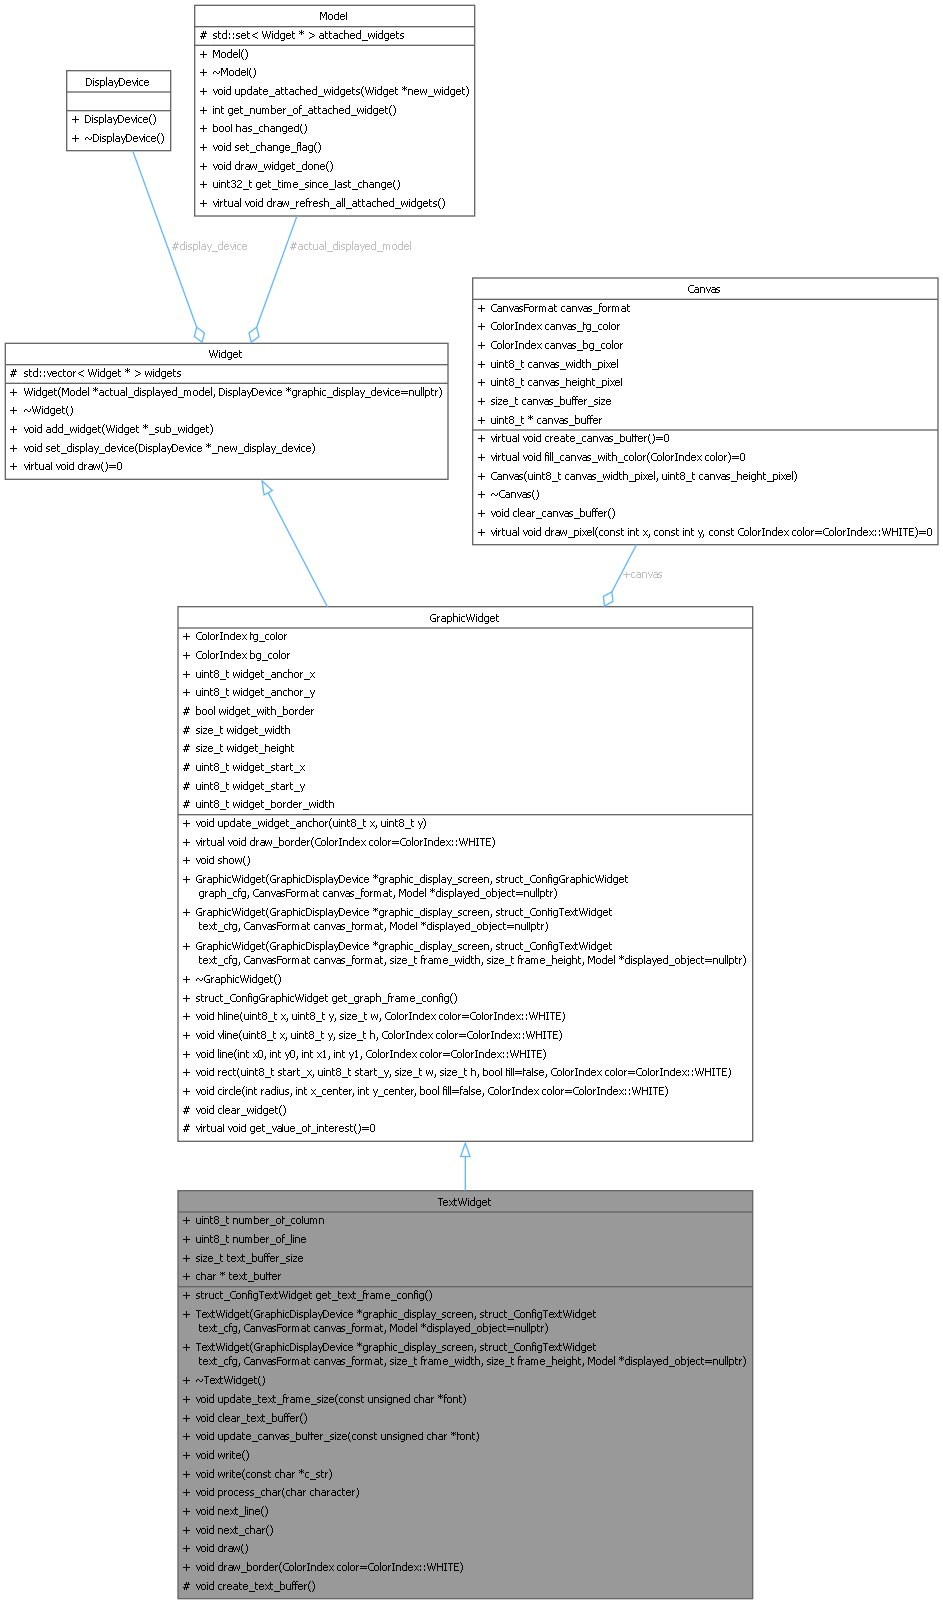 Model
# std::set< Widget * > attached_widgets
+ Model()
+ ~Model()
+ void update_attached_widgets(Widget *new_widget)
+ int get_number_of_attached_widget()
+ bool has_changed()
+ void set_change_flag()
+ void draw_widget_done()
+ uint32_t get_time_since_last_change()
+ virtual void draw_refresh_all_attached_widgets()
DisplayDevice
+ DisplayDevice()
+ ~DisplayDevice()
#display_device
#actual_displayed_model
Widget
# std::vector< Widget * > widgets
+ Widget(Model *actual_displayed_model, DisplayDevice *graphic_display_device=nullptr)
+ ~Widget()
+ void add_widget(Widget *_sub_widget)
+ void set_display_device(DisplayDevice *_new_display_device)
+ virtual void draw()=0
Canvas
+ CanvasFormat canvas_format
+ ColorIndex canvas_fg_color
+ ColorIndex canvas_bg_color
+ uint8_t canvas_width_pixel
+ uint8_t canvas_height_pixel
+ size_t canvas_buffer_size
+ uint8_t * canvas_buffer
+ virtual void create_canvas_buffer()=0
+ virtual void fill_canvas_with_color(ColorIndex color)=0
+ Canvas(uint8_t canvas_width_pixel, uint8_t canvas_height_pixel)
+ ~Canvas()
+ void clear_canvas_buffer()
+ virtual void draw_pixel(const int x, const int y, const ColorIndex color=ColorIndex::WHITE)=0
+canvas
GraphicWidget
+ ColorIndex fg_color
+ ColorIndex bg_color
+ uint8_t widget_anchor_x
+ uint8_t widget_anchor_y
# bool widget_with_border
# size_t widget_width
# size_t widget_height
# uint8_t widget_start_x
# uint8_t widget_start_y
# uint8_t widget_border_width
+ void update_widget_anchor(uint8_t x, uint8_t y)
+ virtual void draw_border(ColorIndex color=ColorIndex::WHITE)
+ void show()
+ GraphicWidget(GraphicDisplayDevice *graphic_display_screen, struct_ConfigGraphicWidget
graph_cfg, CanvasFormat canvas_format, Model *displayed_object=nullptr)
+ GraphicWidget(GraphicDisplayDevice *graphic_display_screen, struct_ConfigTextWidget
text_cfg, CanvasFormat canvas_format, Model *displayed_object=nullptr)
+ GraphicWidget(GraphicDisplayDevice *graphic_display_screen, struct_ConfigTextWidget
text_cfg, CanvasFormat canvas_format, size_t frame_width, size_t frame_height, Model *displayed_object=nullptr)
+ ~GraphicWidget()
+ struct_ConfigGraphicWidget get_graph_frame_config()
+ void hline(uint8_t x, uint8_t y, size_t w, ColorIndex color=ColorIndex::WHITE)
+ void vline(uint8_t x, uint8_t y, size_t h, ColorIndex color=ColorIndex::WHITE)
+ void line(int x0, int y0, int x1, int y1, ColorIndex color=ColorIndex::WHITE)
+ void rect(uint8_t start_x, uint8_t start_y, size_t w, size_t h, bool fill=false, ColorIndex color=ColorIndex::WHITE)
+ void circle(int radius, int x_center, int y_center, bool fill=false, ColorIndex color=ColorIndex::WHITE)
# void clear_widget()
# virtual void get_value_of_interest()=0
TextWidget
+ uint8_t number_of_column
+ uint8_t number_of_line
+ size_t text_buffer_size
+ char * text_buffer
+ struct_ConfigTextWidget get_text_frame_config()
+ TextWidget(GraphicDisplayDevice *graphic_display_screen, struct_ConfigTextWidget
text_cfg, CanvasFormat canvas_format, Model *displayed_object=nullptr)
+ TextWidget(GraphicDisplayDevice *graphic_display_screen, struct_ConfigTextWidget
text_cfg, CanvasFormat canvas_format, size_t frame_width, size_t frame_height, Model *displayed_object=nullptr)
+ ~TextWidget()
+ void update_text_frame_size(const unsigned char *font)
+ void clear_text_buffer()
+ void update_canvas_buffer_size(const unsigned char *font)
+ void write()
+ void write(const char *c_str)
+ void process_char(char character)
+ void next_line()
+ void next_char()
+ void draw()
+ void draw_border(ColorIndex color=ColorIndex::WHITE)
# void create_text_buffer()